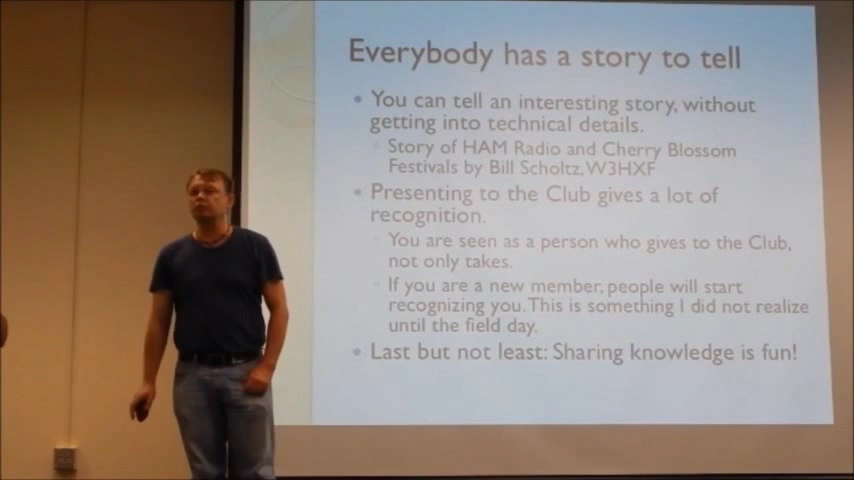 Everybody has a story to tell
• You can tell an interesting story, without
getting into technical details.
◦ Story of HAM Radio and Cherry Blossom
Festivals by Bill Scholtz, W3HXF
• Presenting to the Club gives a lot of
recognition.
◦ You are seen as a person who gives to the Club,
not only takes.
◦ If you are a new member, people will start
recognizing you. This is something I did not realize
until the field day.
• Last but not least: Sharing knowledge is fun!